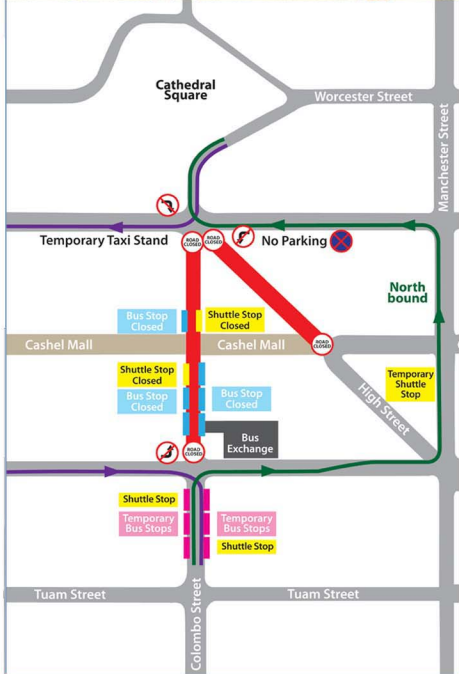 Cathedral
Square
Worcester Street
Manchester Street
Temporary Taxi Stand
ROAD
CLOSED
ROAD
CLOSED
No Parking
North
bound
Bus Stop
Closed
Shuttle Stop
Closed
Cashel Mall
Cashel Mall
ROAD
CLOSED
Shuttle Stop
Closed
Bus Stop
Closed
Bus Stop
Closed
Temporary
Shuttle
Stop
High Street
Bus
Exchange
ROAD
CLOSED
Shuttle Stop
Temporary
Bus Stops
Temporary
Bus Stops
Shuttle Stop
Tuam Street
Tuam Street
Colombo Street